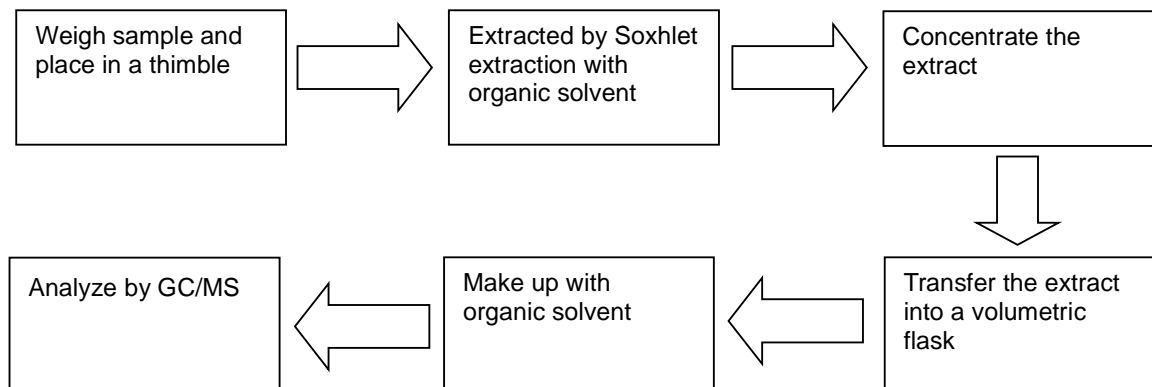 Weigh sample and
place in a thimble
Extracted by Soxhlet
extraction with
organic solvent
Concentrate the
extract
Transfer the extract
into a volumetric
flask
Make up with
organic solvent
Analyze by GC/MS